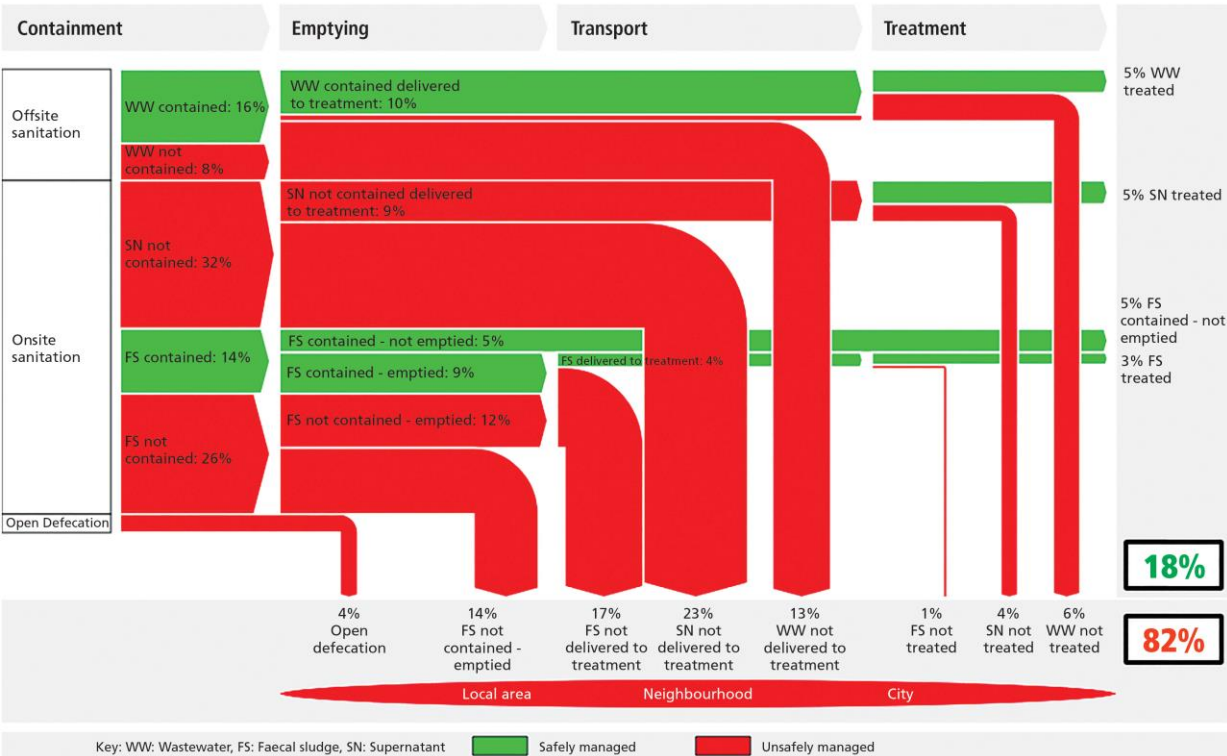 Containment
Emptying
Transport
Treatment
Offsite
sanitation
WW contained: 16%
WW not
contained: 8%
WW contained delivered
to treatment: 10%
5% WW
treated
Onsite
sanitation
SN not
contained: 32%
SN not contained delivered
to treatment: 9%
5% SN treated
FS contained: 14%
FS contained - not emptied: 5%
FS contained - emptied: 9%
FS delivered to treatment: 4%
5% FS
contained - not
emptied
3% FS
treated
FS not
contained: 26%
FS not contained - emptied: 12%
Open Defecation
18%
4%
Open
defecation
14%
FS not
contained -
emptied
17%
FS not
delivered to
treatment
23%
SN not
delivered to
treatment
13%
WW not
delivered to
treatment
1%
FS not
treated
4%
SN not
treated
6%
WW not
treated
82%
Local area
Neighbourhood
City
Key: WW: Wastewater, FS: Faecal sludge, SN: Supernatant
Safely managed
Unsafely managed